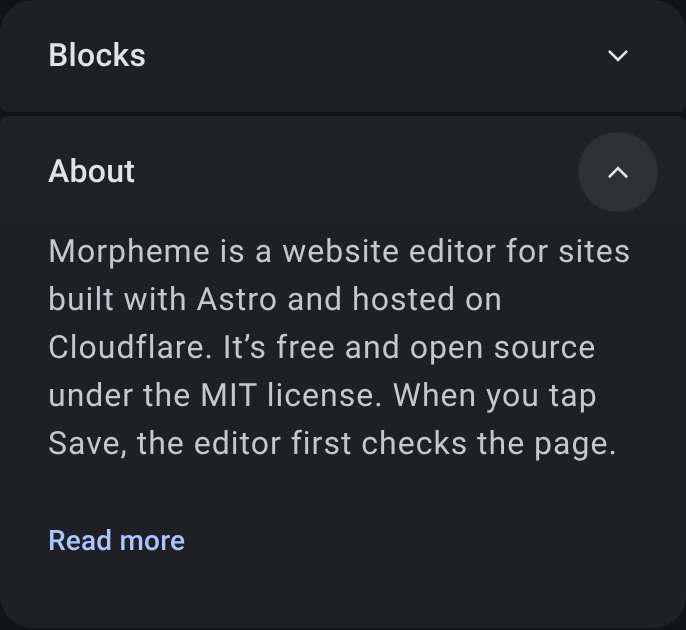 Blocks
About
Morpheme is a website editor for sites
built with Astro and hosted on
Cloudflare. It’s free and open source
under the MIT license. When you tap
Save, the editor first checks the page.
Read more